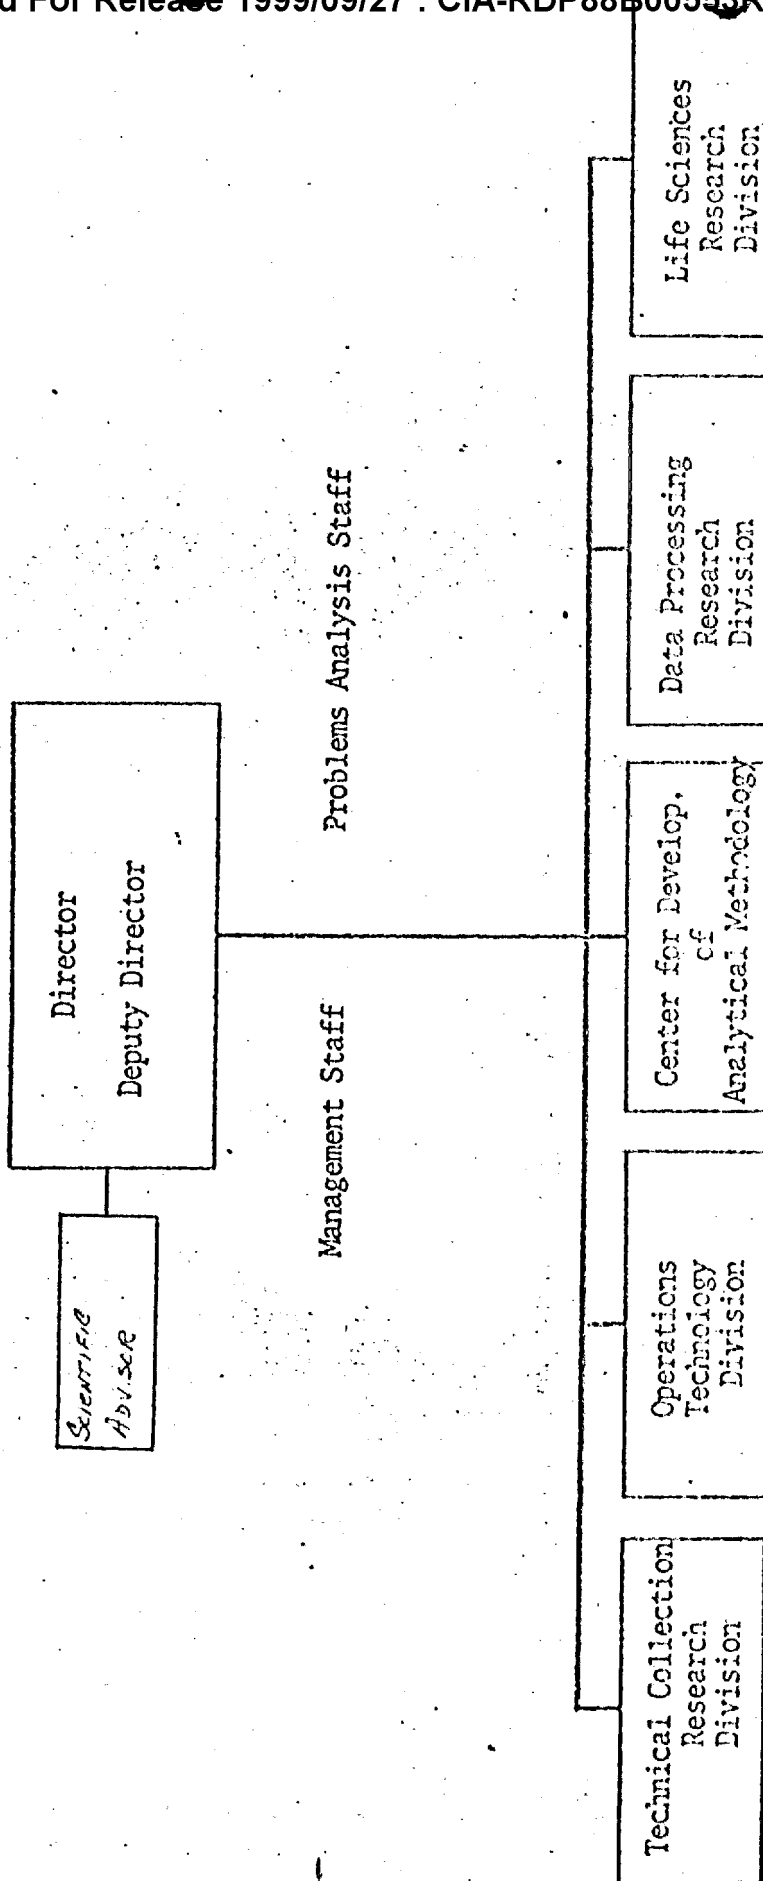 d For Release 1999/09/27 : CIA-RDP88B00553R
Director
Deputy Director
SCIENTIFIC
ADVISER
Management Staff
Problems Analysis Staff
Technical Collection
Research
Division
Operations
Technology
Division
Center for Develop.
of
Analytical Methodology
Data Processing
Research
Division
Life Sciences
Research
Division